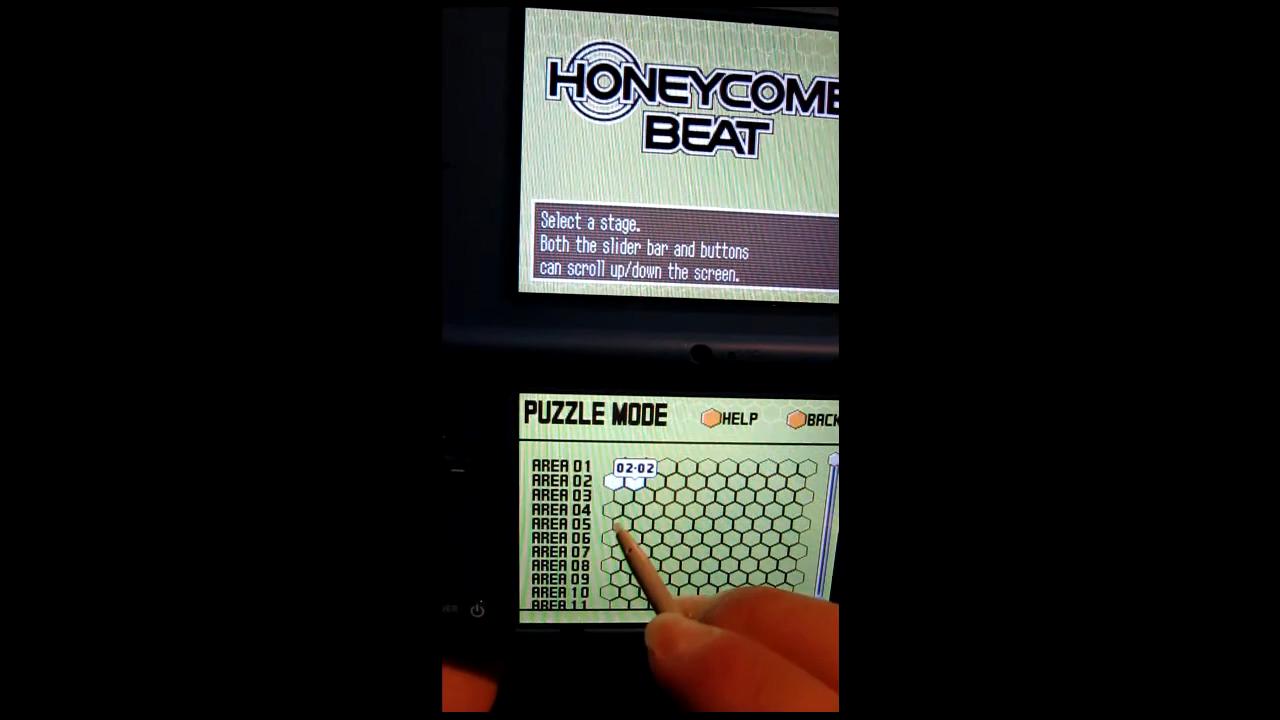 HONEYCOMB
BEAT
Select a stage.
Both the slider bar and buttons
can scroll up/down the screen.
PUZZLE MODE
HELP
BACK
AREA 01
02-02
AREA 02
AREA 03
AREA 04
AREA 05
AREA 06
AREA 07
AREA 08
AREA 09
AREA 10
AREA 11